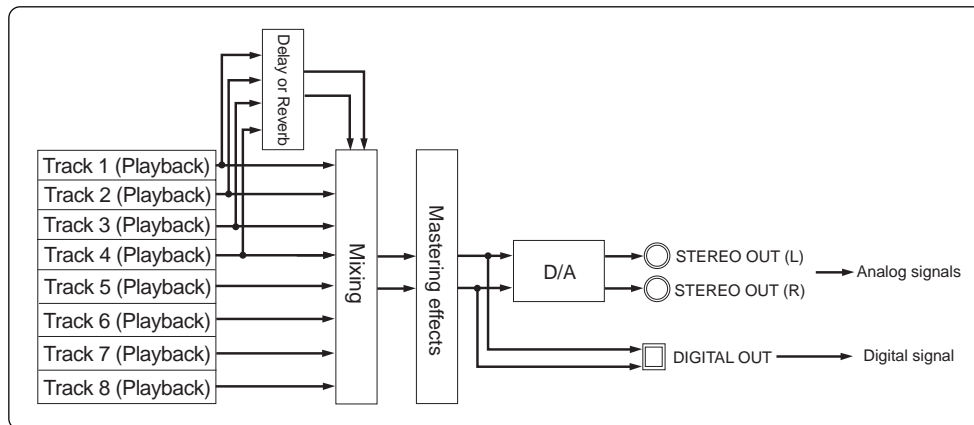 Delay or Reverb
Track 1 (Playback)
Track 2 (Playback)
Track 3 (Playback)
Track 4 (Playback)
Track 5 (Playback)
Track 6 (Playback)
Track 7 (Playback)
Track 8 (Playback)
Mixing
Mastering effects
D/A
STEREO OUT (L)
STEREO OUT (R)
Analog signals
DIGITAL OUT
Digital signal